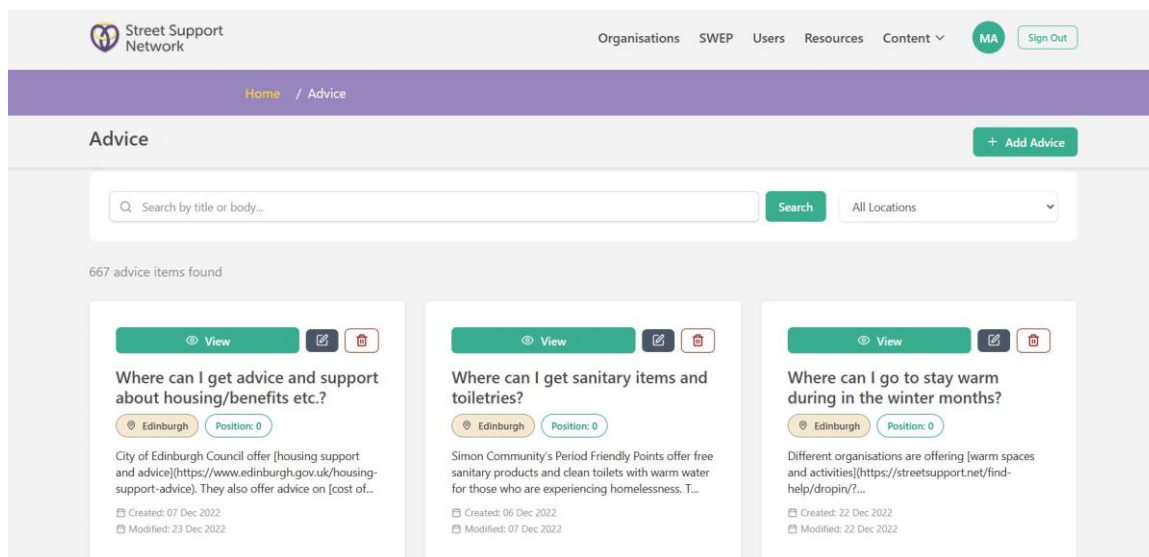 Street Support
Network
Organisations SWEP Users Resources Content MA Sign Out
Home / Advice
Advice
+ Add Advice
Search by title or body...
Search
All Locations
667 advice items found
View
Where can I get advice and support
about housing/benefits etc.?
Edinburgh Position: 0
City of Edinburgh Council offer [housing support
and advice](https://www.edinburgh.gov.uk/housing-
support-advice). They also offer advice on [cost of...
Created: 07 Dec 2022
Modified: 23 Dec 2022
View
Where can I get sanitary items and
toiletries?
Edinburgh Position: 0
Simon Community's Period Friendly Points offer free
sanitary products and clean toilets with warm water
for those who are experiencing homelessness. T...
Created: 06 Dec 2022
Modified: 07 Dec 2022
View
Where can I go to stay warm
during in the winter months?
Edinburgh Position: 0
Different organisations are offering [warm spaces
and activities](https://streetsupport.net/find-
help/dropin/?...
Created: 22 Dec 2022
Modified: 22 Dec 2022